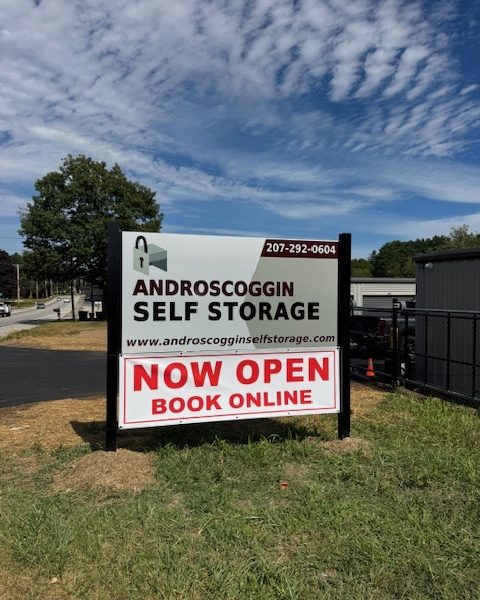 207-292-0604
ANDROSCOGGIN
SELF STORAGE
www.androscogginselfstorage.com
NOW OPEN
BOOK ONLINE